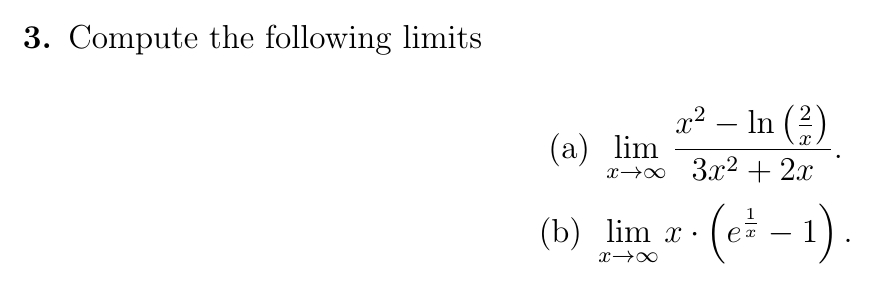 3. Compute the following limits
(a) \lim_{x \to \infty} \frac{x^2 - \ln\left(\frac{2}{x}\right)}{3x^2 + 2x}.
(b) \lim_{x \to \infty} x \cdot \left(e^{\frac{1}{x}} - 1\right).